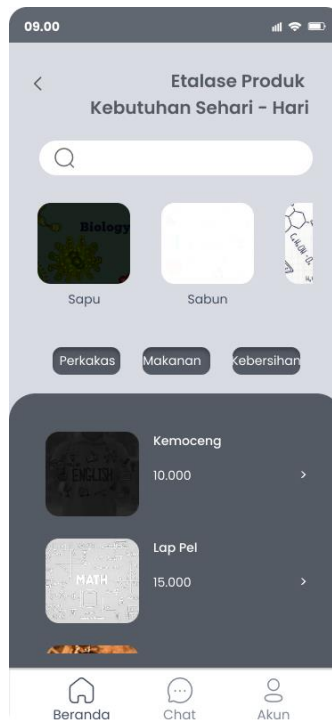 09.00
Etalase Produk
Kebutuhan Sehari - Hari
Biology
Sapu
Sabun
Perkakas
Makanan
Kebersihan
Kemoceng
ENGLISH
10.000
Lap Pel
MATH
15.000
Beranda
Chat
Akun